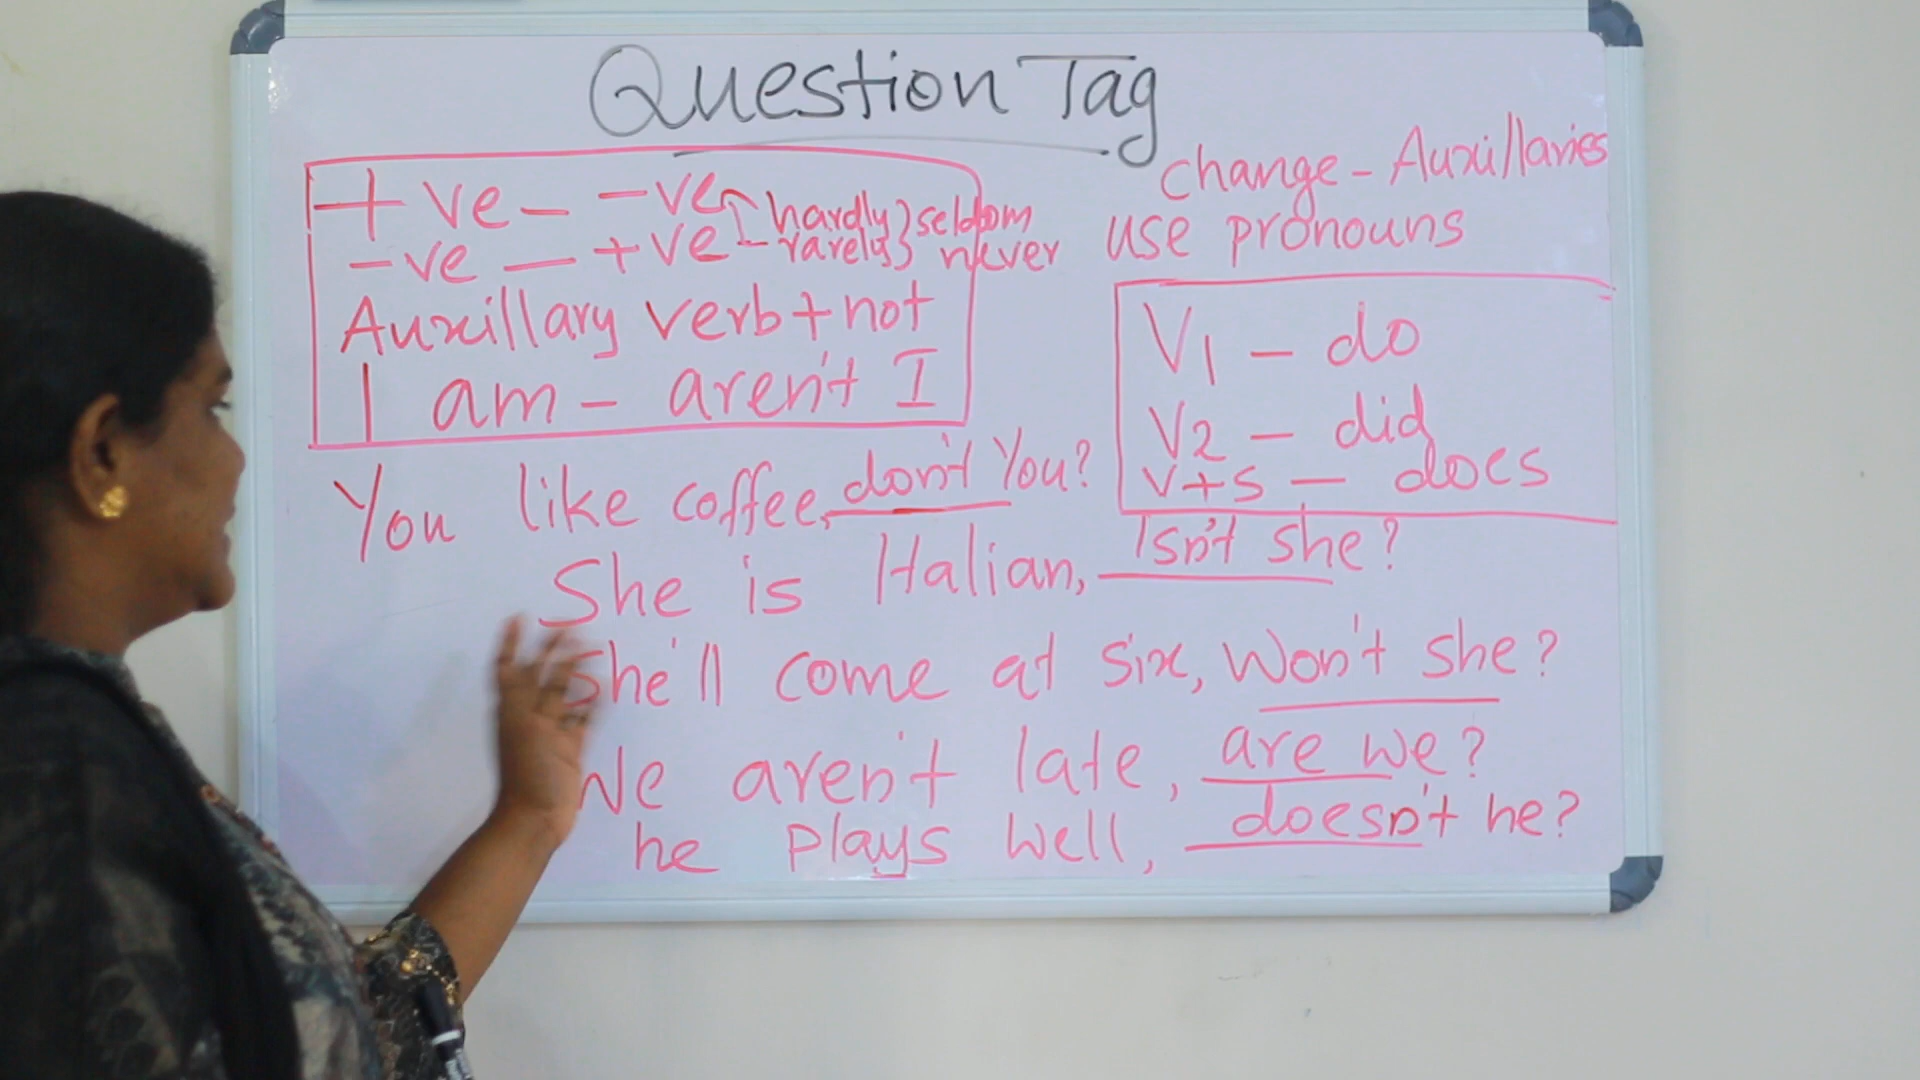 Question Tag
change - Auxillaries
use pronouns
+ve - -ve hardly } seldom
-ve - +ve - rarely } never
Auxillary verb + not
I am - aren't I
V1 - do
V2 - did
V+s - does
You like coffee, don't You?
She is Italian, Isn't she?
She'll come at six, Won't she?
We aren't late, are we?
he plays well, doesn't he?